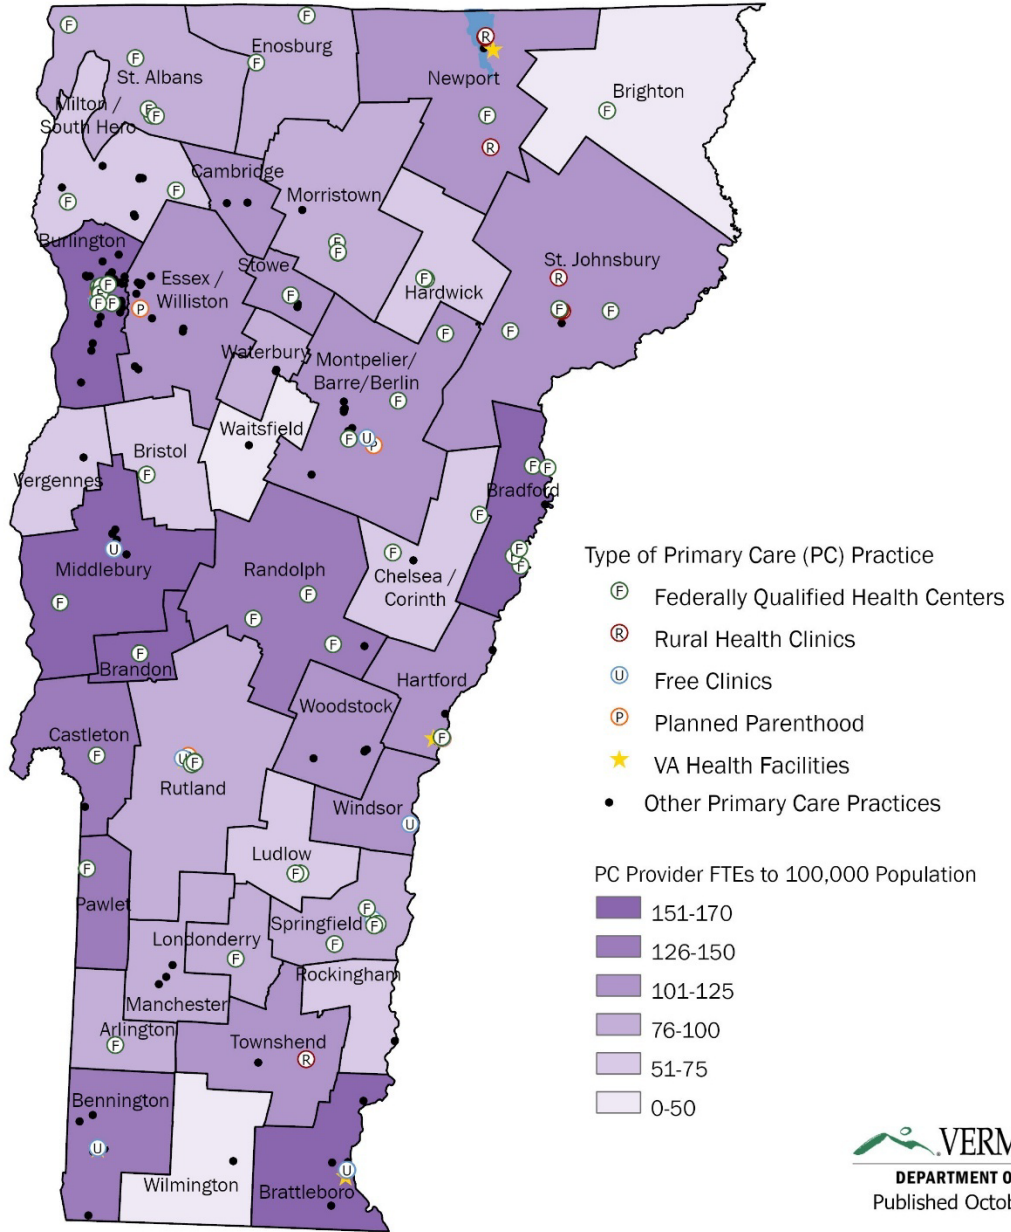 Enosburg
St. Albans
Newport
Brighton
Milton /
South Hero
Cambridge
Morristown
Burlington
Stowe
St. Johnsbury
Essex /
Williston
Hardwick
Waterbury
Montpelier/
Barre/Berlin
Waitsfield
Bristol
Vergennes
Bradford
Middlebury
Randolph
Chelsea /
Corinth
Brandon
Hartford
Woodstock
Castleton
Rutland
Windsor
Ludlow
Pawlet
Springfield
Londonderry
Rockingham
Manchester
Arlington
Townshend
Bennington
Wilmington
Brattleboro
Type of Primary Care (PC) Practice
F Federally Qualified Health Centers
R Rural Health Clinics
U Free Clinics
P Planned Parenthood
VA Health Facilities
Other Primary Care Practices
PC Provider FTEs to 100,000 Population
151-170
126-150
101-125
76-100
51-75
0-50
VERM
DEPARTMENT O
Published Octob